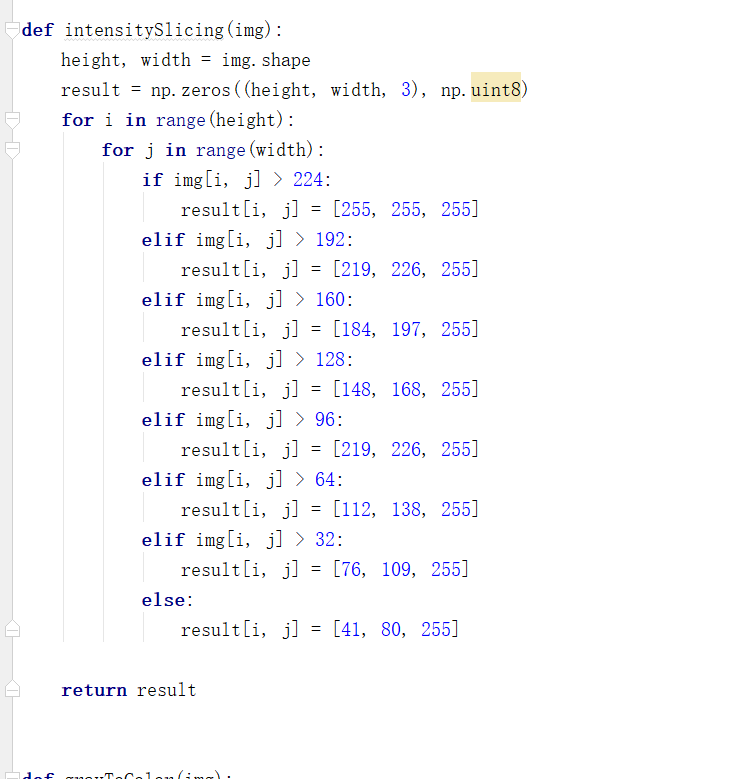 def intensitySlicing(img):
    height, width = img.shape
    result = np.zeros((height, width, 3), np.uint8)
    for i in range(height):
        for j in range(width):
            if img[i, j] > 224:
                result[i, j] = [255, 255, 255]
            elif img[i, j] > 192:
                result[i, j] = [219, 226, 255]
            elif img[i, j] > 160:
                result[i, j] = [184, 197, 255]
            elif img[i, j] > 128:
                result[i, j] = [148, 168, 255]
            elif img[i, j] > 96:
                result[i, j] = [219, 226, 255]
            elif img[i, j] > 64:
                result[i, j] = [112, 138, 255]
            elif img[i, j] > 32:
                result[i, j] = [76, 109, 255]
            else:
                result[i, j] = [41, 80, 255]
    return result
def grayToColor(img):